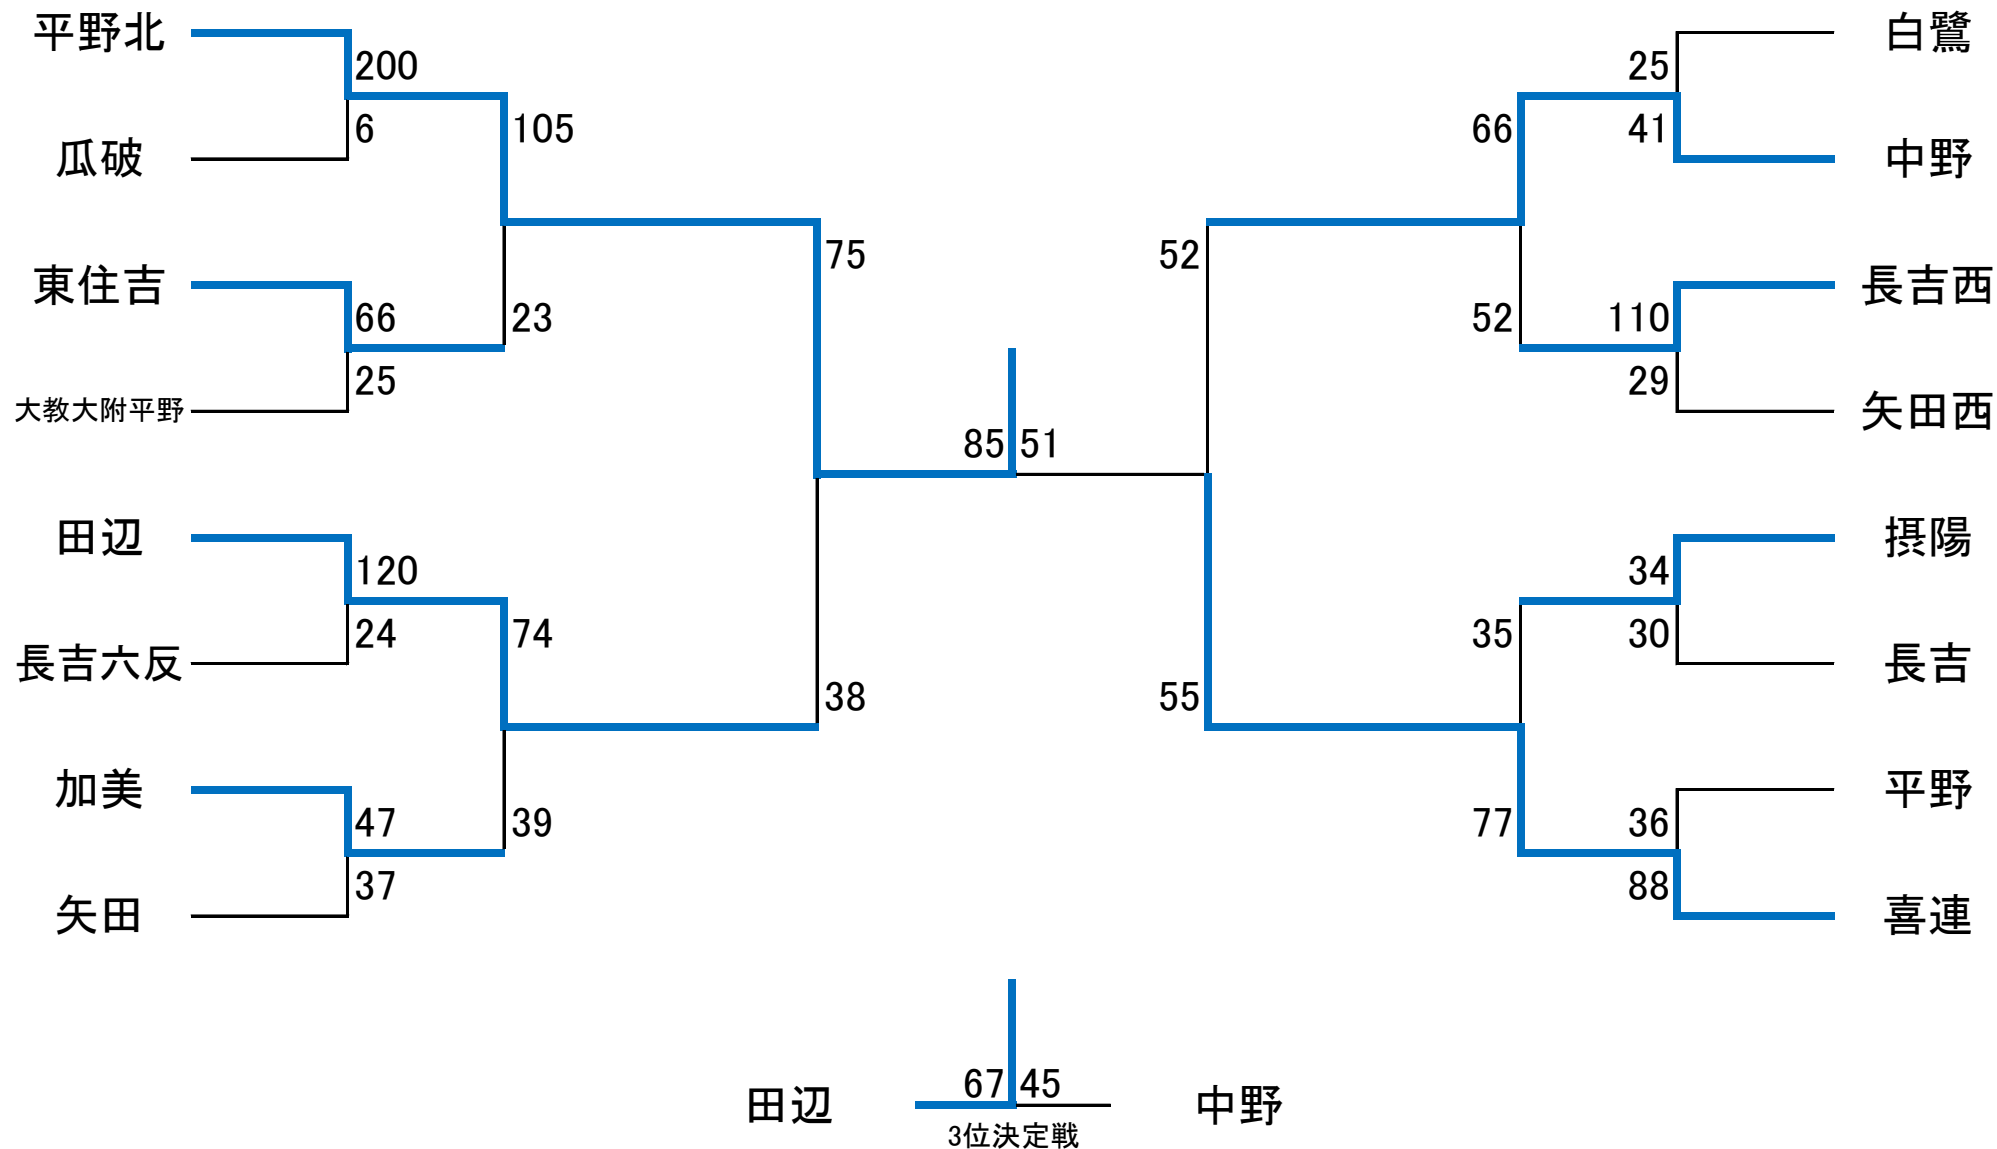 平野北
200
6
瓜破
105
東住吉
66
25
大教大附平野
23
75
田辺
120
24
長吉六反
74
加美
47
37
矢田
39
38
85 51
白鷺
25
41
中野
66
長吉西
110
29
矢田西
52
52
摂陽
34
30
長吉
35
平野
36
88
喜連
77
55
田辺
67 45
中野
3位決定戦